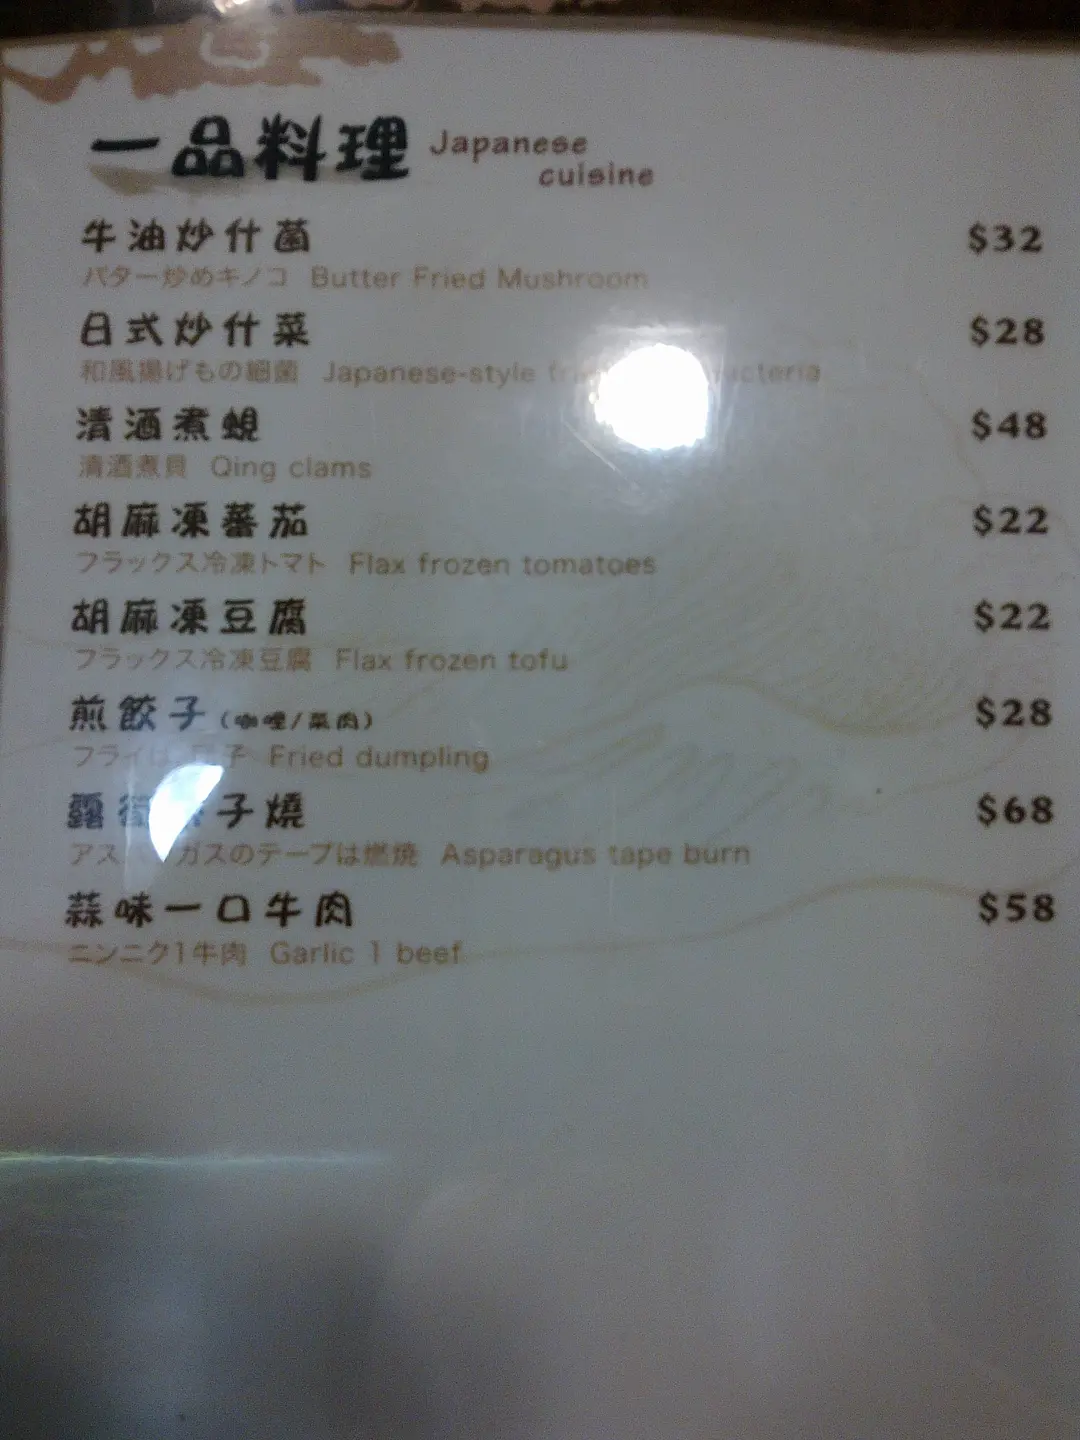 一品料理 Japanese
cuisine
牛油炒什菌 $32
バター炒めキノコ Butter Fried Mushroom
日式炒什菜 $28
和風揚げもの細菌 Japanese-style
清酒煮蜆 $48
清酒煮貝 Qing clams
胡麻凍蕃茄 $22
フラックス冷凍トマト Flax frozen tomatoes
胡麻凍豆腐 $22
フラックス冷凍豆腐 Flax frozen tofu
煎餃子(咖喱/菜肉) $28
Fried dumpling
子燒 $68
ガスのテープは燃焼 Asparagus tape burn
蒜味一口牛肉 $58
ニンニク1牛肉 Garlic 1 beef